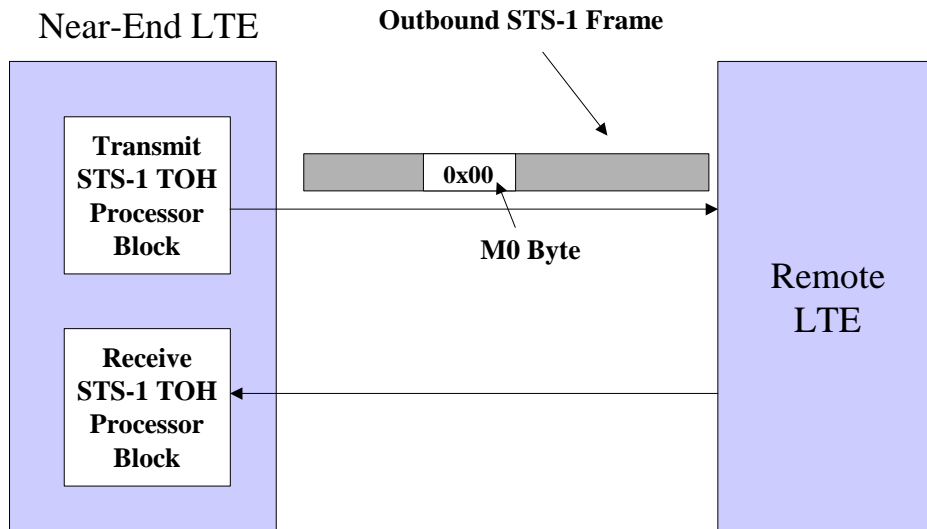 Near-End LTE
Outbound STS-1 Frame
Transmit
STS-1 TOH
Processor
Block
0x00
M0 Byte
Remote
LTE
Receive
STS-1 TOH
Processor
Block